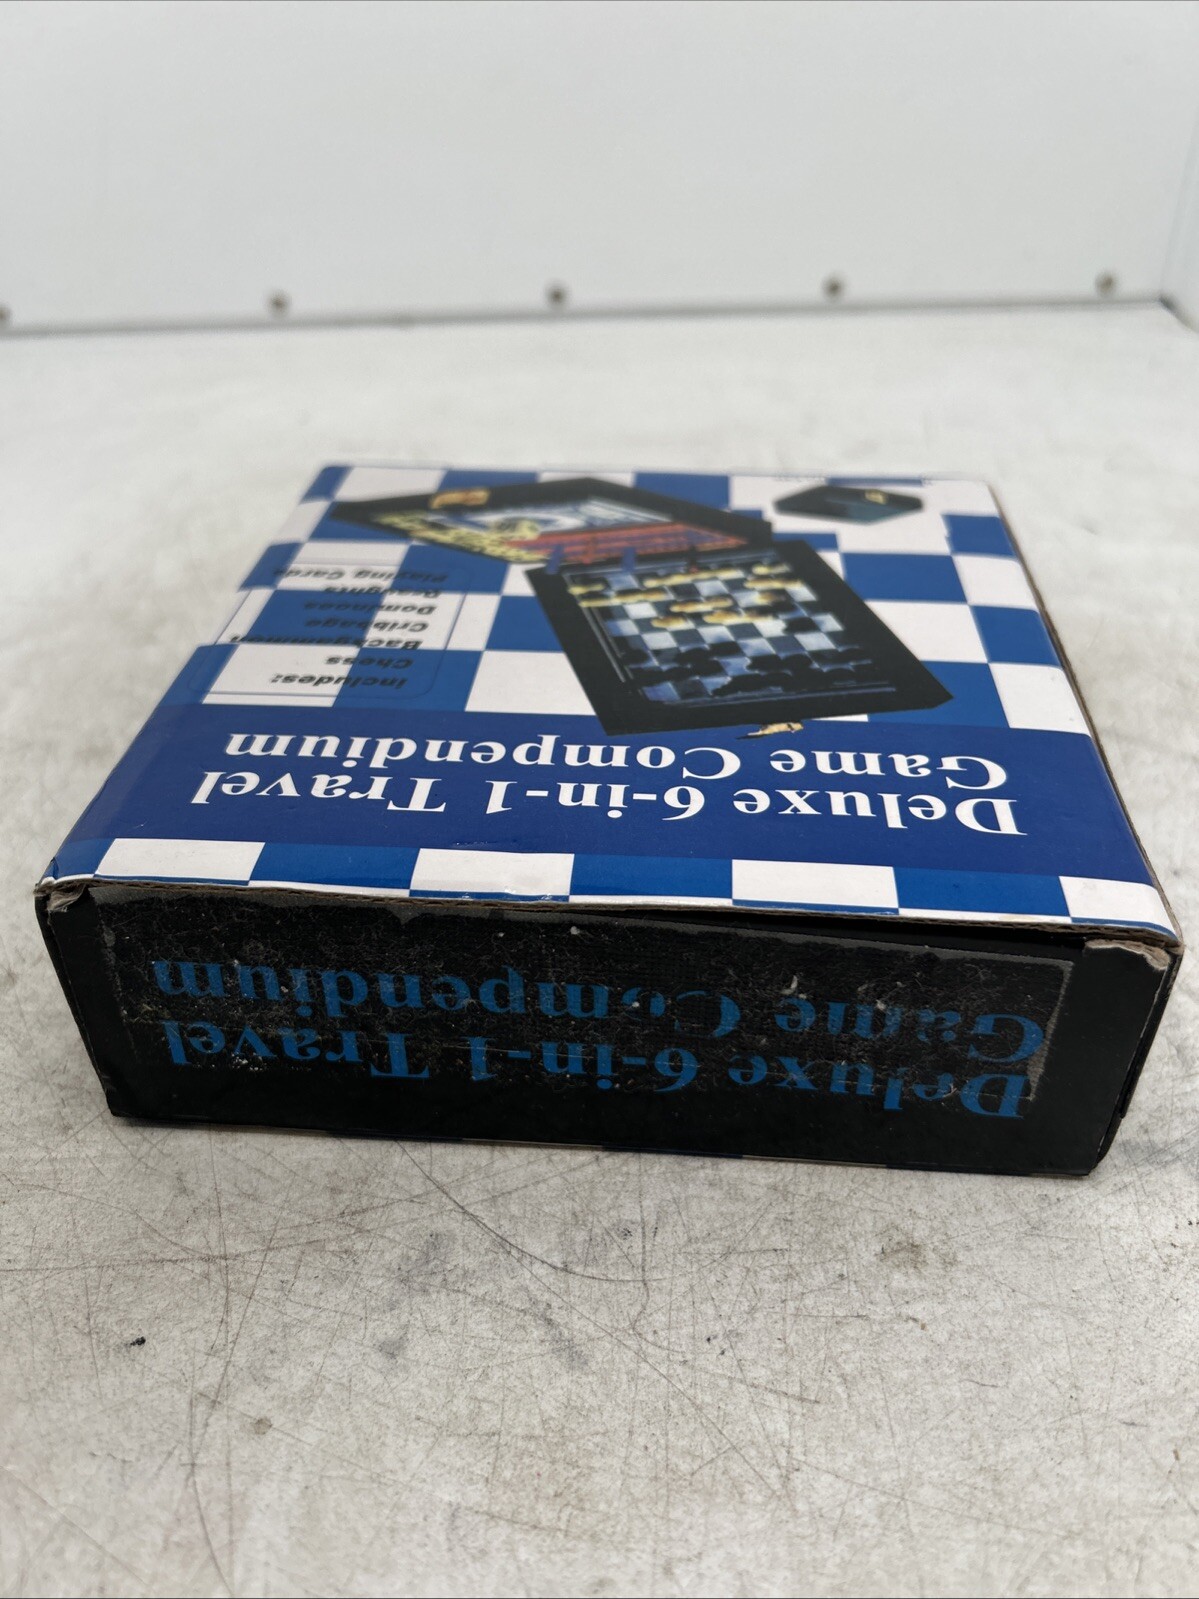 Deluxe 6-in-1 Travel
Game Compendium
includes:
Chess
Backgammon
Cribbage
Dominoes
Draughts
Playing Cards
Deluxe 6-in-1 Travel
Game Compendium